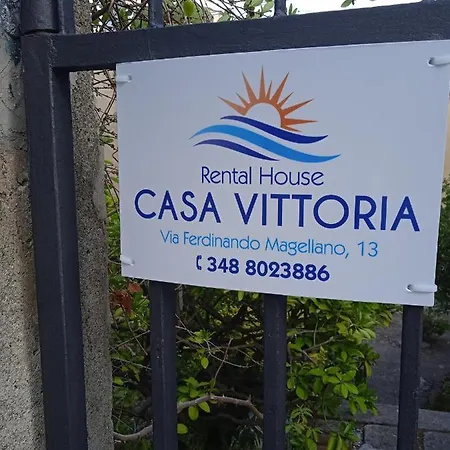 Rental House
CASA VITTORIA
Via Ferdinando Magellano, 13
348 8023886